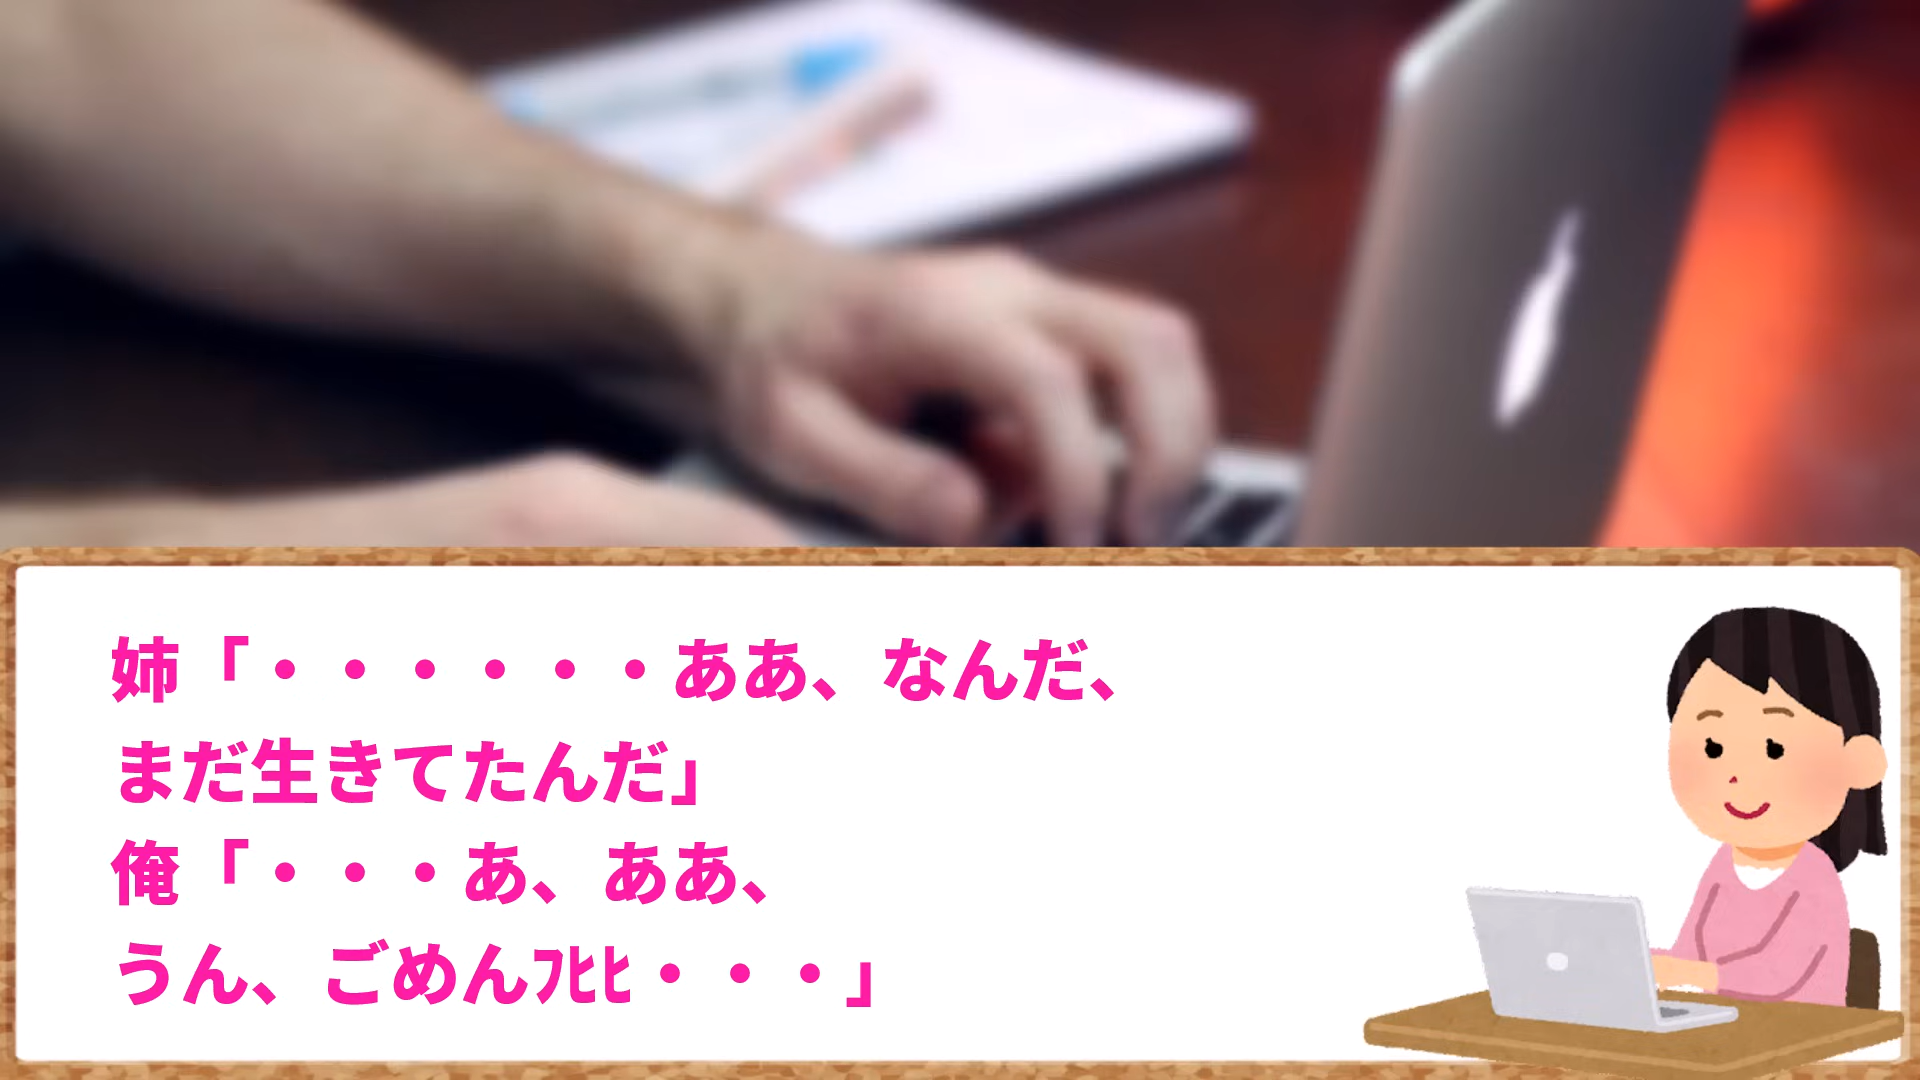 姉「・・・・・・ああ、なんだ、
まだ生きてたんだ」
俺「・・・あ、ああ、
うん、ごめんﾌﾋﾋ・・・」